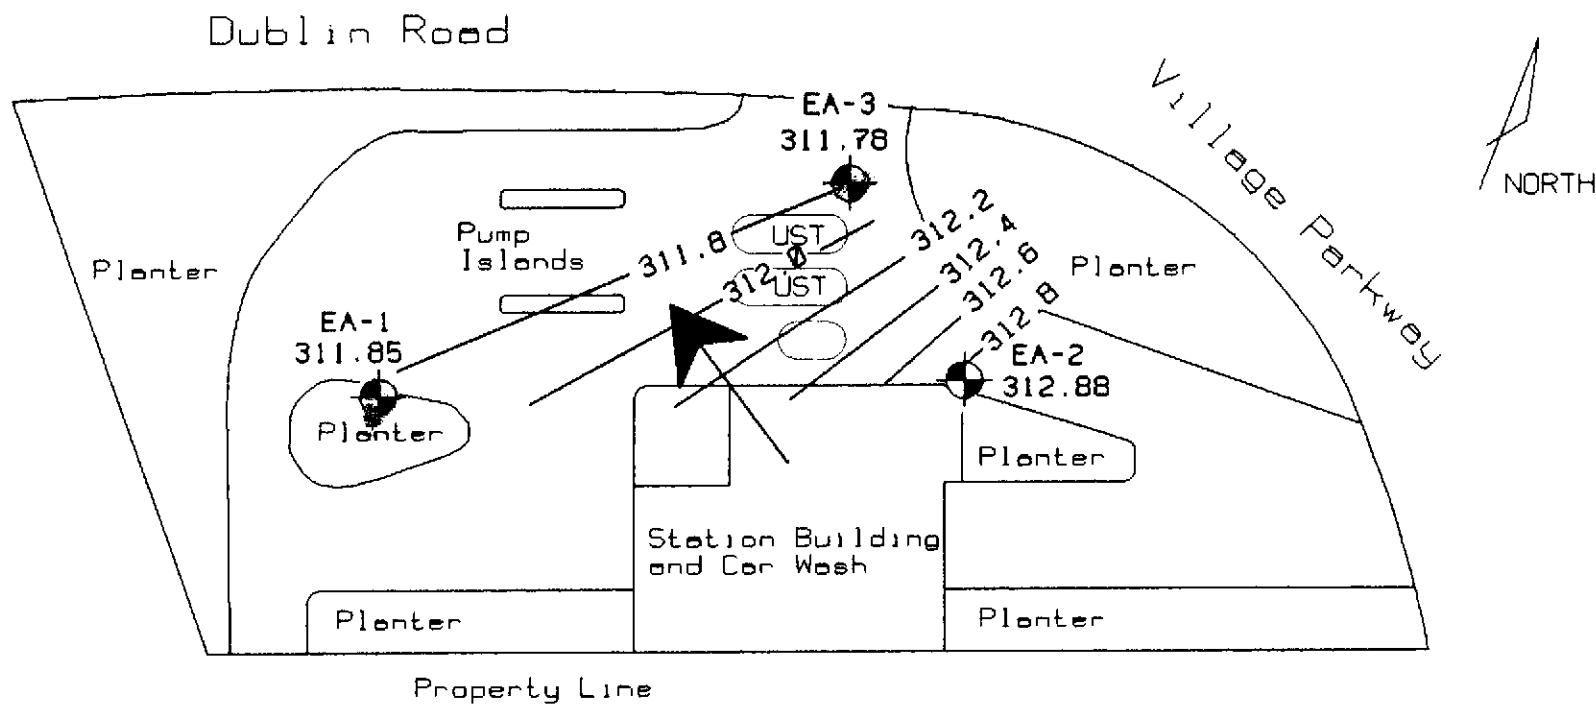 Dublin Road
Village Parkway
NORTH
EA-3
311.78
Pump
Islands
UST
UST
Planter
Planter
311.8
312.0
312.2
312.4
312.6
312.8
EA-1
311.85
EA-2
312.88
Planter
Planter
Station Building
and Car Wash
Planter
Planter
Property Line